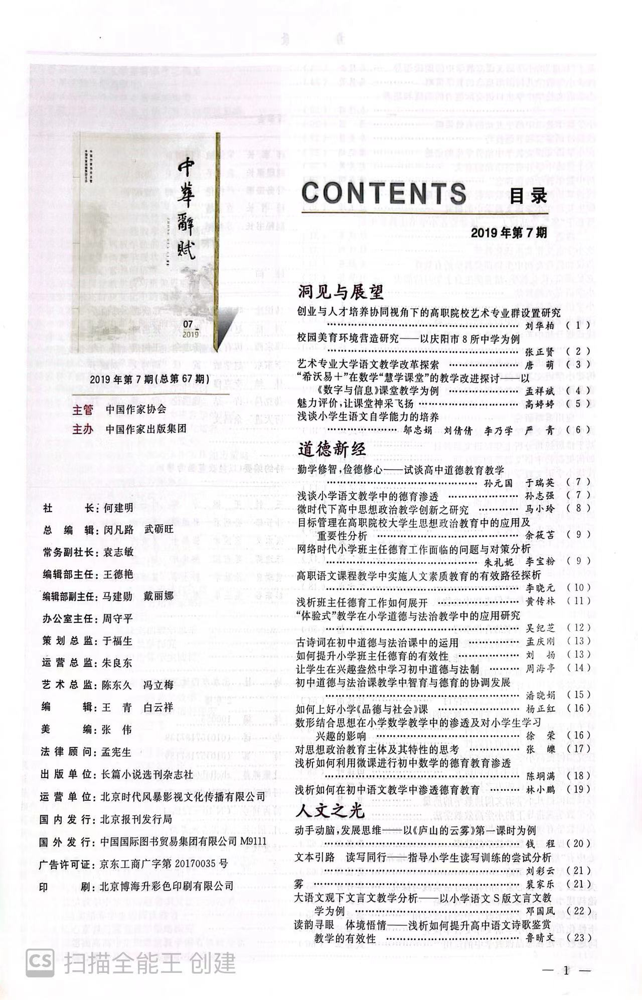 中华辞赋
07
2019
2019年第7期(总第67期)
主管 中国作家协会
主办 中国作家出版集团
社长:何建明
总编辑:闵凡路 武砺旺
常务副社长:袁志敏
编辑部主任:王德艳
编辑部副主任:马建勋 戴丽娜
办公室主任:周守平
策划总监:于福生
运营总监:朱良东
艺术总监:陈东久 冯立梅
编辑:王青 白云祥
美编:张伟
法律顾问:孟宪生
出版单位:长篇小说选刊杂志社
运营单位:北京时代风暴影视文化传播有限公司
国内发行:北京报刊发行局
国外发行:中国国际图书贸易集团有限公司 M9111
广告许可证:京东工商广字第 20170035 号
印刷:北京博海升彩色印刷有限公司
CONTENTS 目录
2019 年第 7 期
洞见与展望
创业与人才培养协同视角下的高职院校艺术专业群设置研究
刘华柏 (1)
校园美育环境营造研究——以庆阳市8所中学为例
张正贤 (2)
艺术专业大学语文教学改革探索 唐萌 (3)
“希沃易+”在数学“慧学课堂”的教学改进探讨——以
《数字与信息》课堂教学为例 孟祥斌 (4)
魅力评价,让课堂神采飞扬 高婷婷 (5)
浅谈小学生语文自学能力的培养
邬忠娟 刘倩倩 李乃学 严青 (6)
道德新经
勤学修智,俭德修心——试谈高中道德教育教学
孙元国 于瑞英 (7)
浅谈小学语文教学中的德育渗透 孙志强 (7)
微时代下高中思想政治教学创新之研究 马小玲 (8)
目标管理在高职院校大学生思想政治教育中的应用及
重要性分析 余筱苫 (9)
网络时代小学班主任德育工作面临的问题与对策分析
朱礼妮 李宝粉 (9)
高职语文课程教学中实施人文素质教育的有效路径探析
李晓元 (10)
浅析班主任德育工作如何展开 黄传林 (11)
“体验式”教学在小学道德与法治教学中的应用研究
吴纪芝 (12)
古诗词在初中道德与法治课中的运用 孟庆刚 (13)
如何提升小学班主任德育的有效性 刘扬 (13)
让学生在兴趣盎然中学习初中道德与法制 周海亭 (14)
初中道德与法治课教学中智育与德育的协调发展
潘晓娟 (15)
如何上好小学《品德与社会》课 杨正红 (16)
数形结合思想在小学数学教学中的渗透及对小学生学习
兴趣的影响 徐荣 (16)
对思想政治教育主体及其特性的思考 张皪 (17)
浅析如何利用微课进行初中数学的德育教育渗透
陈垌满 (18)
浅析如何在初中语文教学中渗透德育教育 林小鹏 (19)
人文之光
动手动脑,发展思维——以《庐山的云雾》第一课时为例
钱程 (20)
文本引路 读写同行——指导小学生读写训练的尝试分析
刘彩云 (21)
雾 裴家乐 (21)
大语文观下文言文教学分析——以小学语文S版文言文教
学为例 邓国凤 (22)
读韵寻眼 体境悟情——浅析如何提升高中语文诗歌鉴赏
教学的有效性 鲁晴文 (23)
— 1 —
CS 扫描全能王 创建